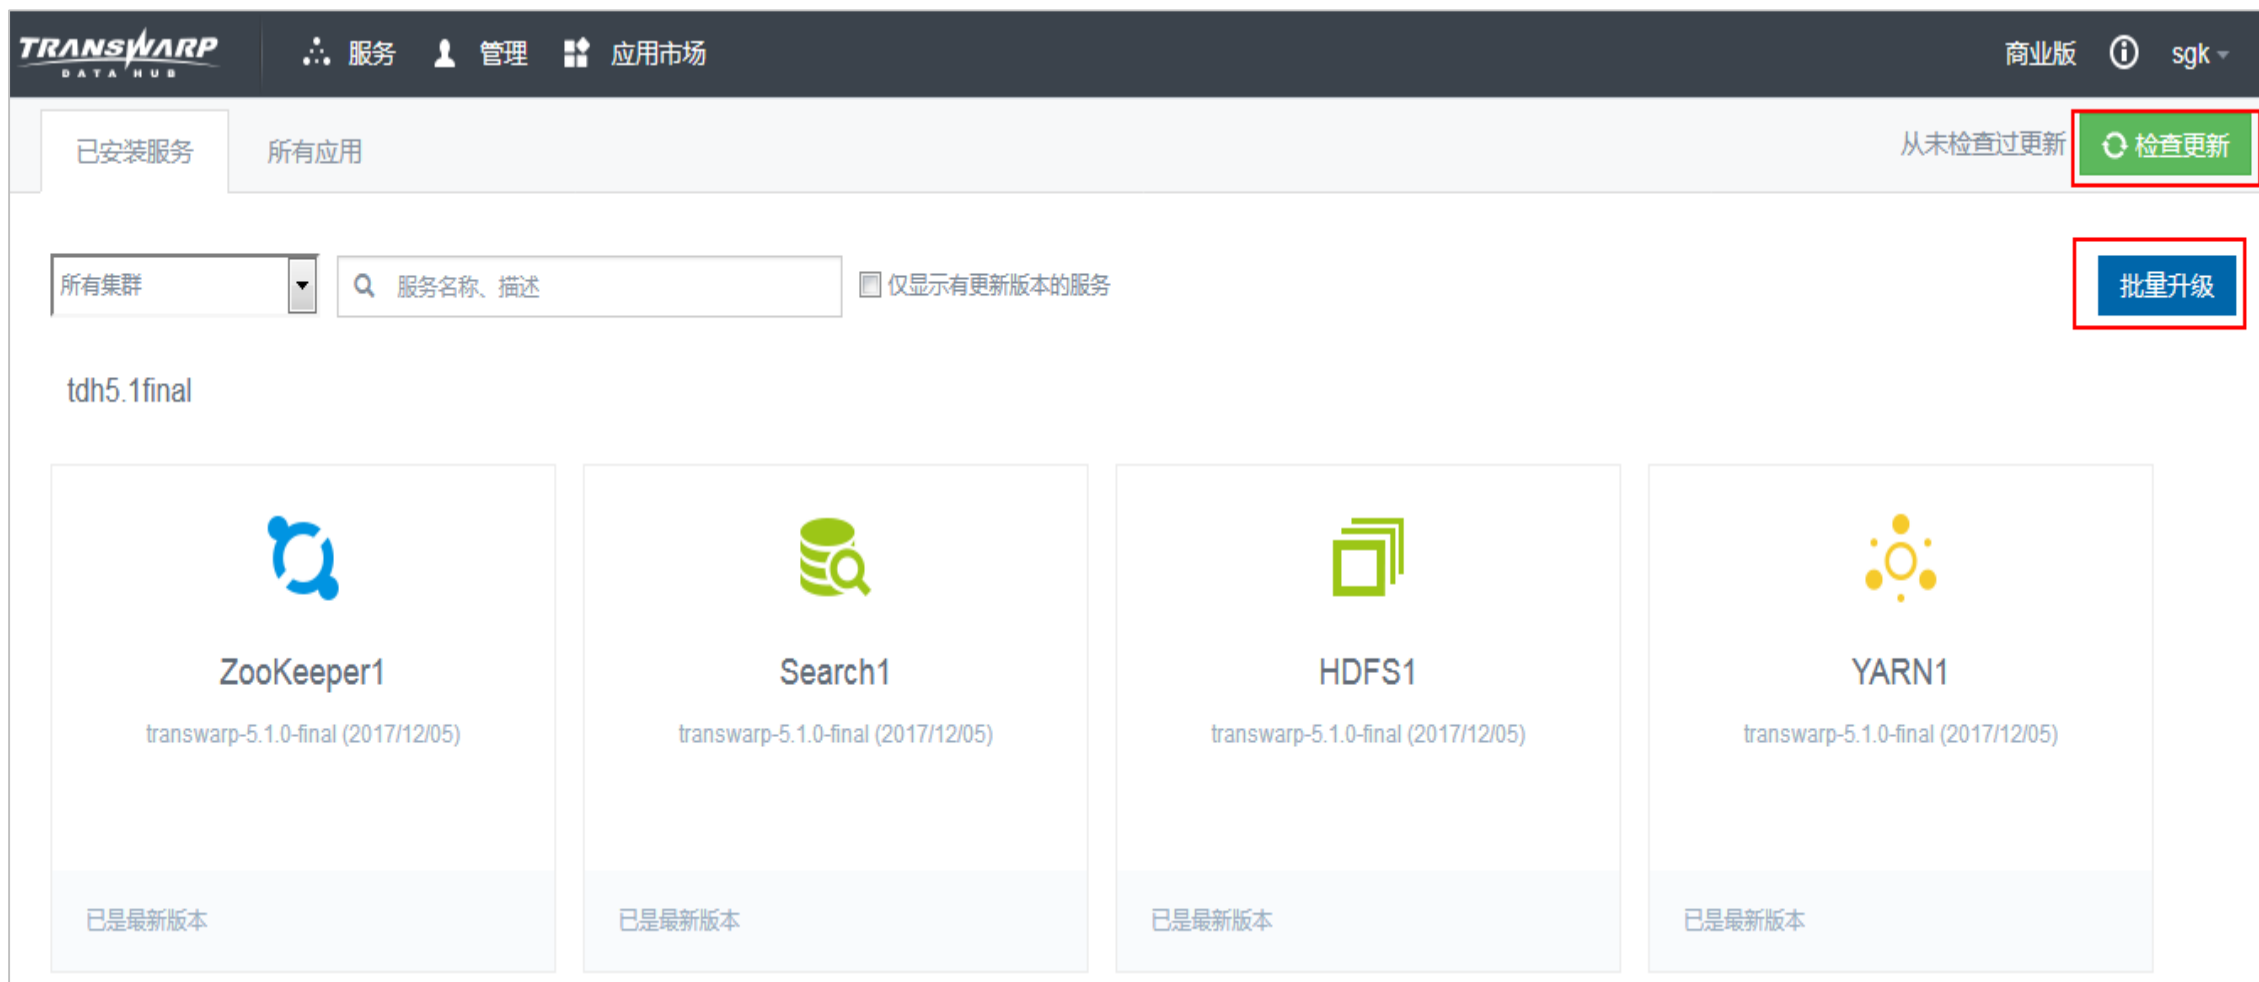 TRANSWARP
DATA HUB
服务 管理 应用市场 商业版 sgk
已安装服务 所有应用 从未检查过更新 检查更新
所有集群 服务名称、描述 仅显示有更新版本的服务 批量升级
tdh5.1final
ZooKeeper1 Search1 HDFS1 YARN1
transwarp-5.1.0-final (2017/12/05) transwarp-5.1.0-final (2017/12/05) transwarp-5.1.0-final (2017/12/05) transwarp-5.1.0-final (2017/12/05)
已是最新版本 已是最新版本 已是最新版本 已是最新版本